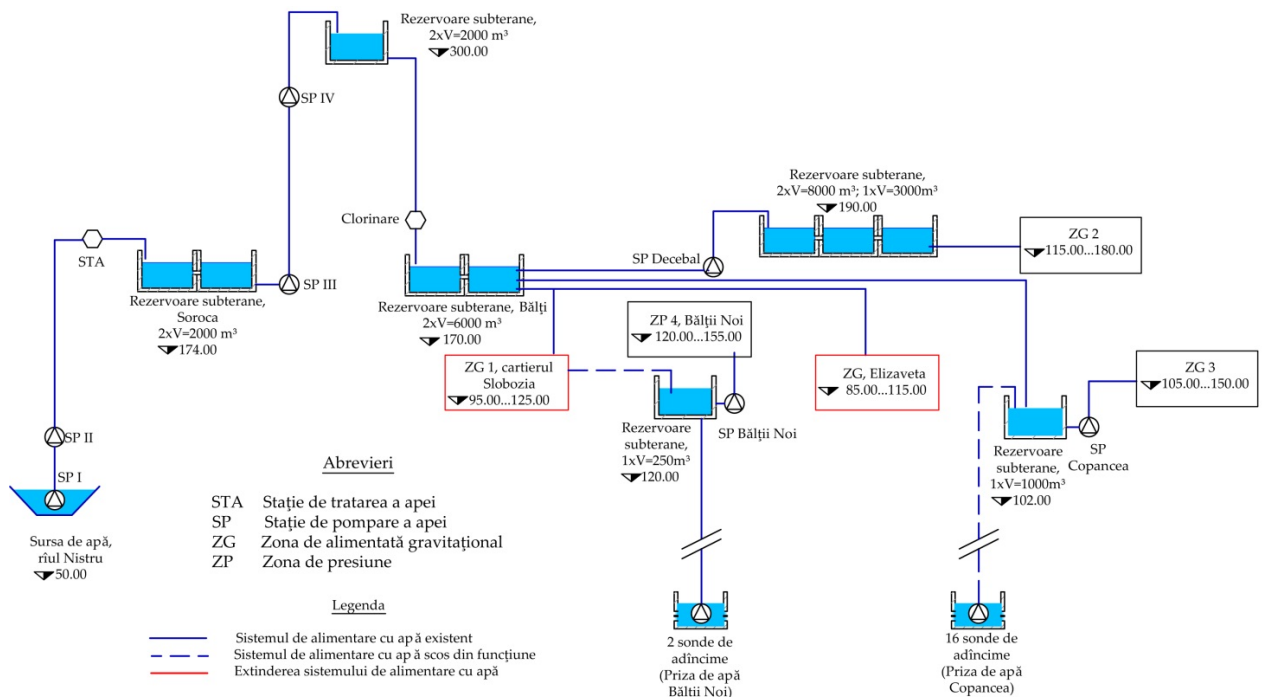 Rezervoare subterane,
2xV=2000 m³
300.00
SP IV
Clorinare
STA
Rezervoare subterane,
Soroca
2xV=2000 m³
174.00
SP III
Rezervoare subterane, Bălți
2xV=6000 m³
170.00
SP Decebal
Rezervoare subterane,
2xV=8000 m³; 1xV=3000m³
190.00
ZG 2
115.00...180.00
ZG 1, cartierul
Slobozia
95.00...125.00
ZP 4, Bălții Noi
120.00...155.00
SP Bălții Noi
Rezervoare
subterane,
1xV=250m³
120.00
ZG, Elizaveta
85.00...115.00
ZG 3
105.00...150.00
SP
Copancea
Rezervoare
subterane,
1xV=1000m³
102.00
SP II
SP I
Sursa de apă,
rîul Nistru
50.00
Abrevieri
STA Stație de tratarea a apei
SP Stație de pompare a apei
ZG Zona de alimentată gravitațional
ZP Zona de presiune
Legenda
Sistemul de alimentare cu apă existent
Sistemul de alimentare cu apă scos din funcțiune
Extinderea sistemului de alimentare cu apă
2 sonde de
adîncime
(Priza de apă
Bălții Noi)
16 sonde de
adîncime
(Priza de apă
Copancea)